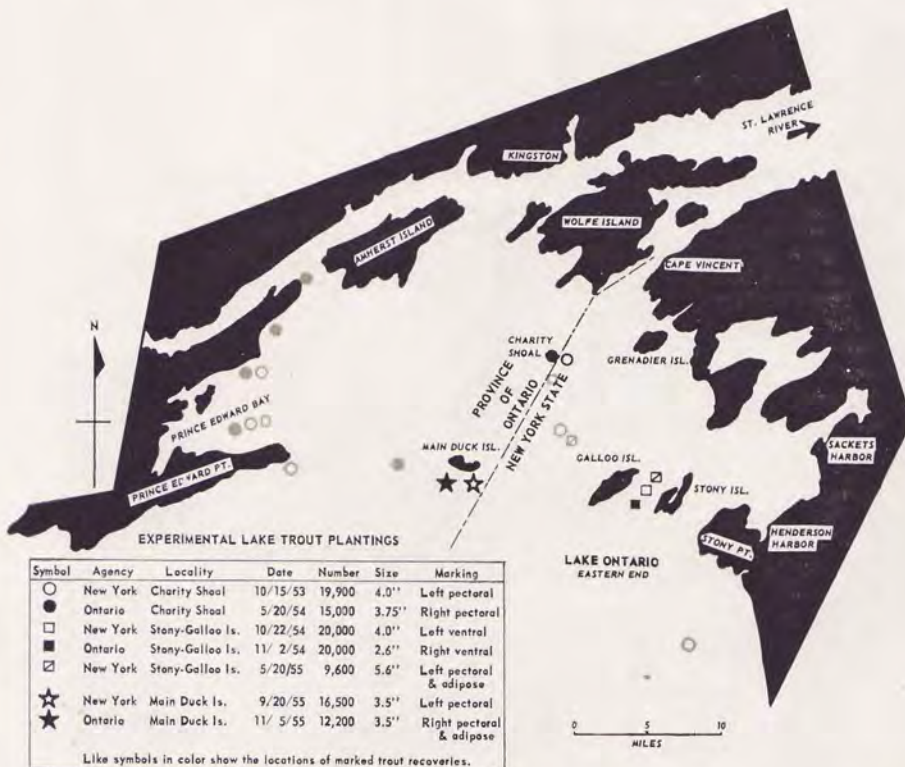 ST. LAWRENCE
RIVER
KINGSTON
WOLFE ISLAND
AMHERST ISLAND
CAPE VINCENT
N
CHARITY
SHOAL
GRENADIER ISL.
PROVINCE
OF
ONTARIO
NEW YORK STATE
PRINCE EDWARD BAY
SACKETS
HARBOR
MAIN DUCK ISL.
GALLOO ISL.
PRINCE EDWARD PT.
STONY ISL.
HENDERSON
HARBOR
STONY PT.
LAKE ONTARIO
EASTERN END
EXPERIMENTAL LAKE TROUT PLANTINGS
Symbol Agency Locality Date Number Size Marking
New York Charity Shoal 10/15/53 19,900 4.0'' Left pectoral
Ontario Charity Shoal 5/20/54 15,000 3.75'' Right pectoral
New York Stony-Galloo Is. 10/22/54 20,000 4.0'' Left ventral
Ontario Stony-Galloo Is. 11/ 2/54 20,000 2.6'' Right ventral
New York Stony-Galloo Is. 5/20/55 9,600 5.6'' Left pectoral
& adipose
New York Main Duck Is. 9/20/55 16,500 3.5'' Left pectoral
Ontario Main Duck Is. 11/ 5/55 12,200 3.5'' Right pectoral
& adipose
Like symbols in color show the locations of marked trout recoveries.
0 5 10
MILES